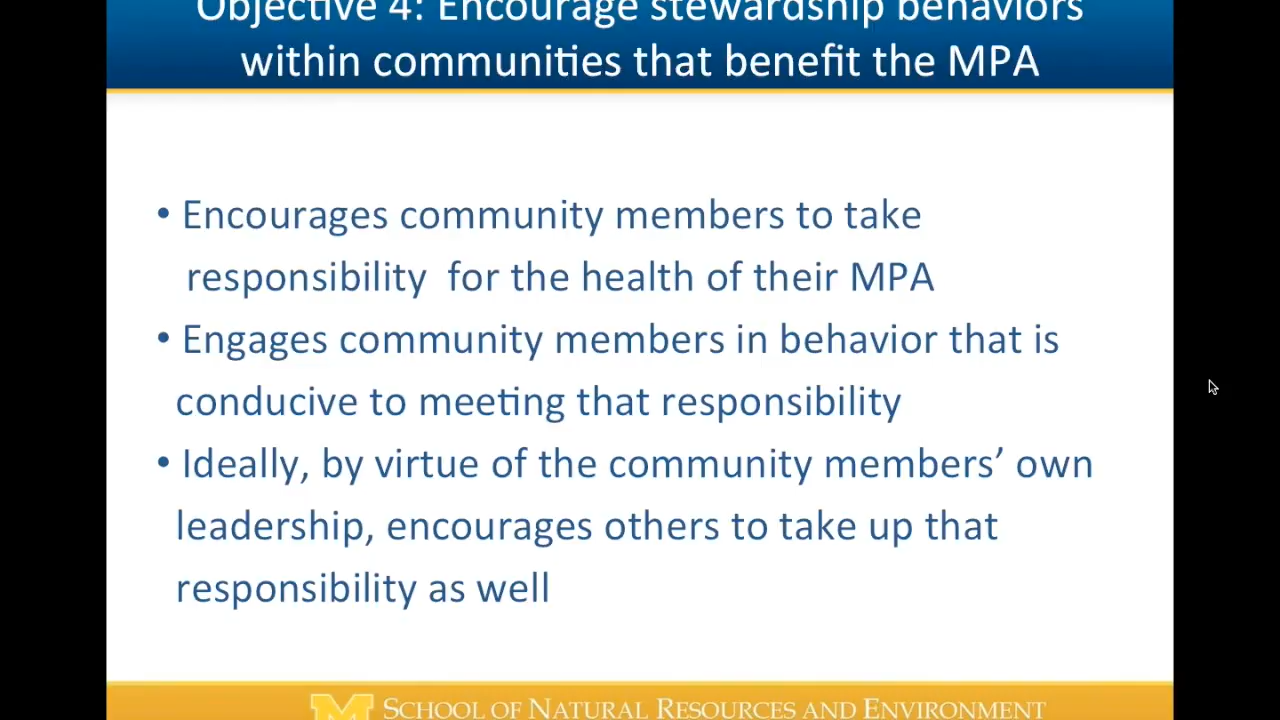 Objective 4: Encourage stewardship behaviors
within communities that benefit the MPA
• Encourages community members to take
responsibility for the health of their MPA
• Engages community members in behavior that is
conducive to meeting that responsibility
• Ideally, by virtue of the community members’ own
leadership, encourages others to take up that
responsibility as well
M SCHOOL OF NATURAL RESOURCES AND ENVIRONMENT